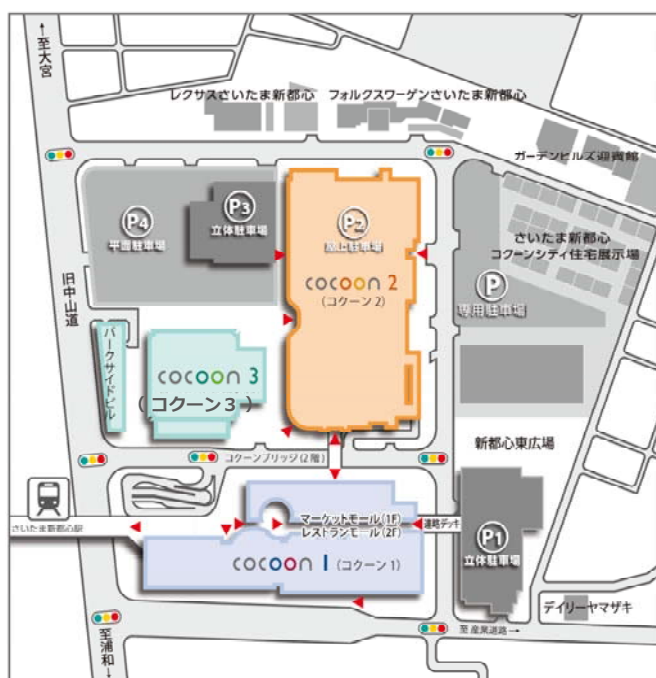 ←至大宮
レクサスさいたま新都心
フォルクスワーゲンさいたま新都心
ガーデンヒルズ迎賓館
P4
平面駐車場
P3
立体駐車場
P2
屋上駐車場
さいたま新都心
コクーンシティ住宅展示場
cocoon 2
(コクーン2)
P
専用駐車場
旧中山道
パークサイドビル
cocoon 3
(コクーン3)
新都心東広場
コクーンブリッジ(2階)
さいたま新都心駅
マーケットモール(1F)
レストランモール(2F)
連絡デッキ
P1
立体駐車場
cocoon 1 (コクーン1)
デイリーヤマザキ
至 産業道路→
至浦和→